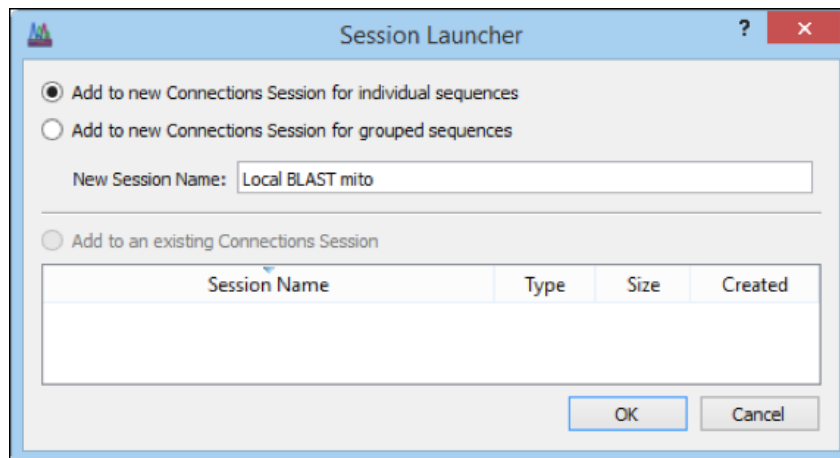 Session Launcher ?
Add to new Connections Session for individual sequences
Add to new Connections Session for grouped sequences
New Session Name: Local BLAST mito
Add to an existing Connections Session
Session Name Type Size Created
OK Cancel